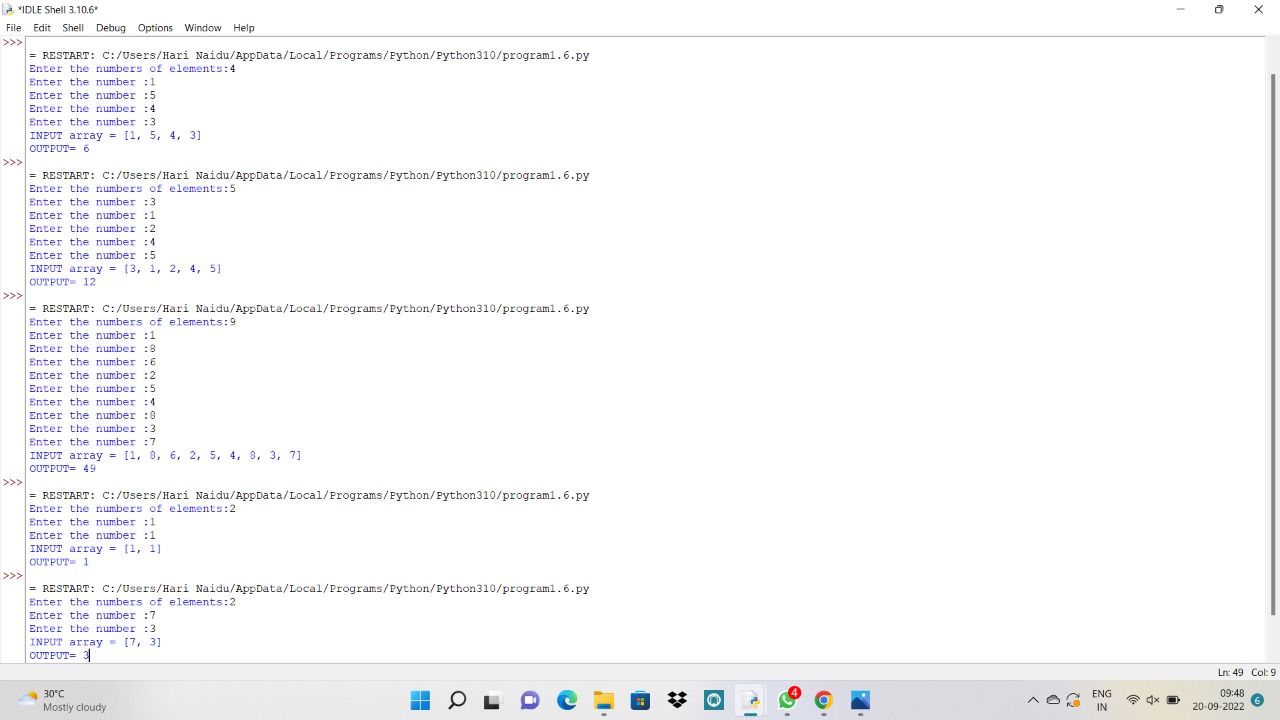 *IDLE Shell 3.10.6*
File Edit Shell Debug Options Window Help
>>>
= RESTART: C:/Users/Hari Naidu/AppData/Local/Programs/Python/Python310/program1.6.py
Enter the numbers of elements:4
Enter the number :1
Enter the number :5
Enter the number :4
Enter the number :3
INPUT array = [1, 5, 4, 3]
OUTPUT= 6
>>>
= RESTART: C:/Users/Hari Naidu/AppData/Local/Programs/Python/Python310/program1.6.py
Enter the numbers of elements:5
Enter the number :3
Enter the number :1
Enter the number :2
Enter the number :4
Enter the number :5
INPUT array = [3, 1, 2, 4, 5]
OUTPUT= 12
>>>
= RESTART: C:/Users/Hari Naidu/AppData/Local/Programs/Python/Python310/program1.6.py
Enter the numbers of elements:9
Enter the number :1
Enter the number :8
Enter the number :6
Enter the number :2
Enter the number :5
Enter the number :4
Enter the number :8
Enter the number :3
Enter the number :7
INPUT array = [1, 8, 6, 2, 5, 4, 8, 3, 7]
OUTPUT= 49
>>>
= RESTART: C:/Users/Hari Naidu/AppData/Local/Programs/Python/Python310/program1.6.py
Enter the numbers of elements:2
Enter the number :1
Enter the number :1
INPUT array = [1, 1]
OUTPUT= 1
>>>
= RESTART: C:/Users/Hari Naidu/AppData/Local/Programs/Python/Python310/program1.6.py
Enter the numbers of elements:2
Enter the number :7
Enter the number :3
INPUT array = [7, 3]
OUTPUT= 3
Ln: 49 Col: 9
30°C
Mostly cloudy
4
ENG
IN
09:48
20-09-2022
6